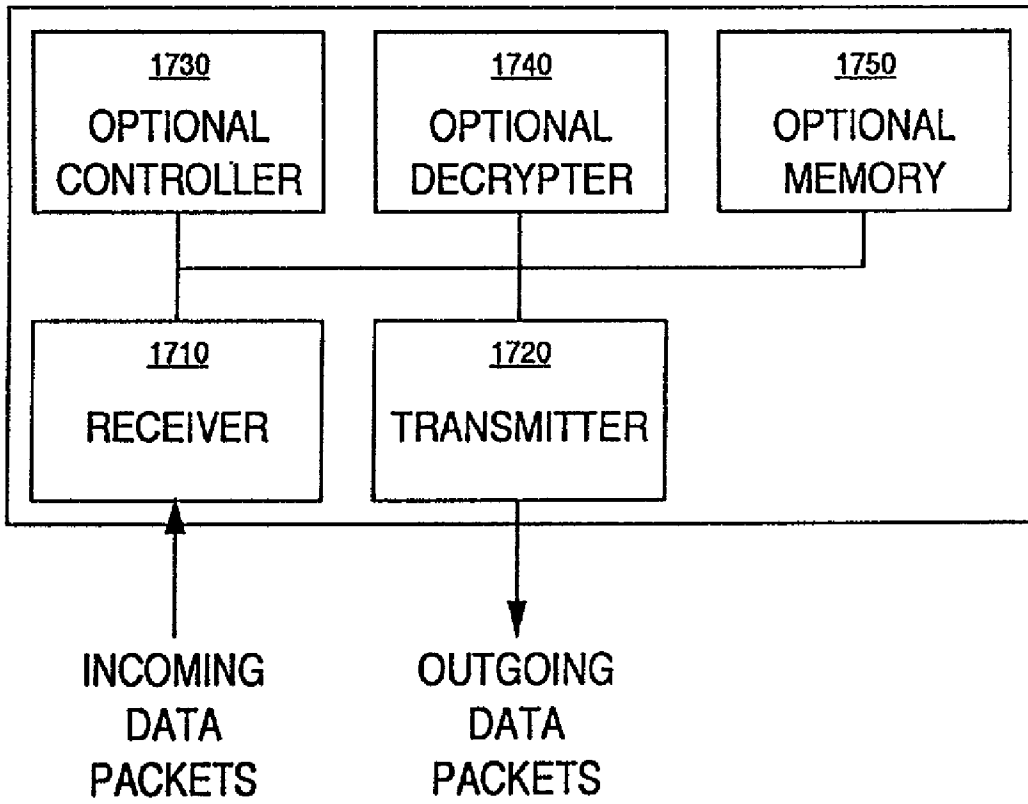 1730
OPTIONAL
CONTROLLER
1740
OPTIONAL
DECRYPTER
1750
OPTIONAL
MEMORY
1710
RECEIVER
1720
TRANSMITTER
INCOMING
DATA
PACKETS
OUTGOING
DATA
PACKETS